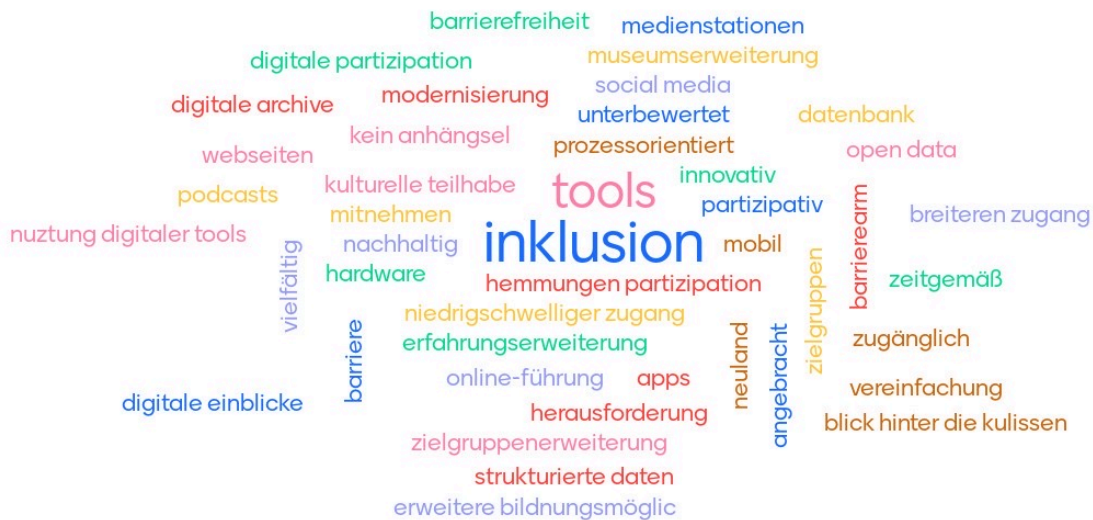 barrierefreiheit
medienstationen
digitale partizipation
museumserweiterung
social media
digitale archive
modernisierung
unterbewertet
datenbank
kein anhängsel
prozessorientiert
webseiten
open data
podcasts
kulturelle teilhabe
tools
innovativ
mitnehmen
partizipativ
barrierearm
breiteren zugang
nuztung digitaler tools
vielfältig
nachhaltig
inklusion
mobil
hardware
hemmungen partizipation
zielgruppen
zeitgemäß
niedrigschwelliger zugang
barriere
erfahrungserweiterung
neuland
angebracht
zugänglich
online-führung
apps
vereinfachung
digitale einblicke
herausforderung
blick hinter die kulissen
zielgruppenerweiterung
strukturierte daten
erweitere bildnungsmöglic